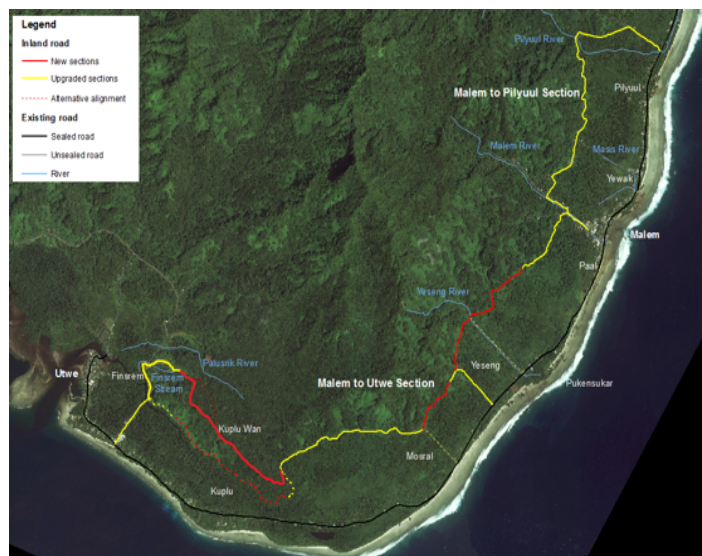 Legend
Inland road
New sections
Upgraded sections
Alternative alignment
Existing road
Sealed road
Unsealed road
River
Pilyuul River
Pilyuul
Malem to Pilyuul Section
Malem River
Masis River
Yewak
Malem
Paal
Yeseng River
Utwe
Finsrem
Palusrik River
Finsrem
Stream
Malem to Utwe Section
Yeseng
Pukensukar
Kuplu Wan
Mosral
Kuplu